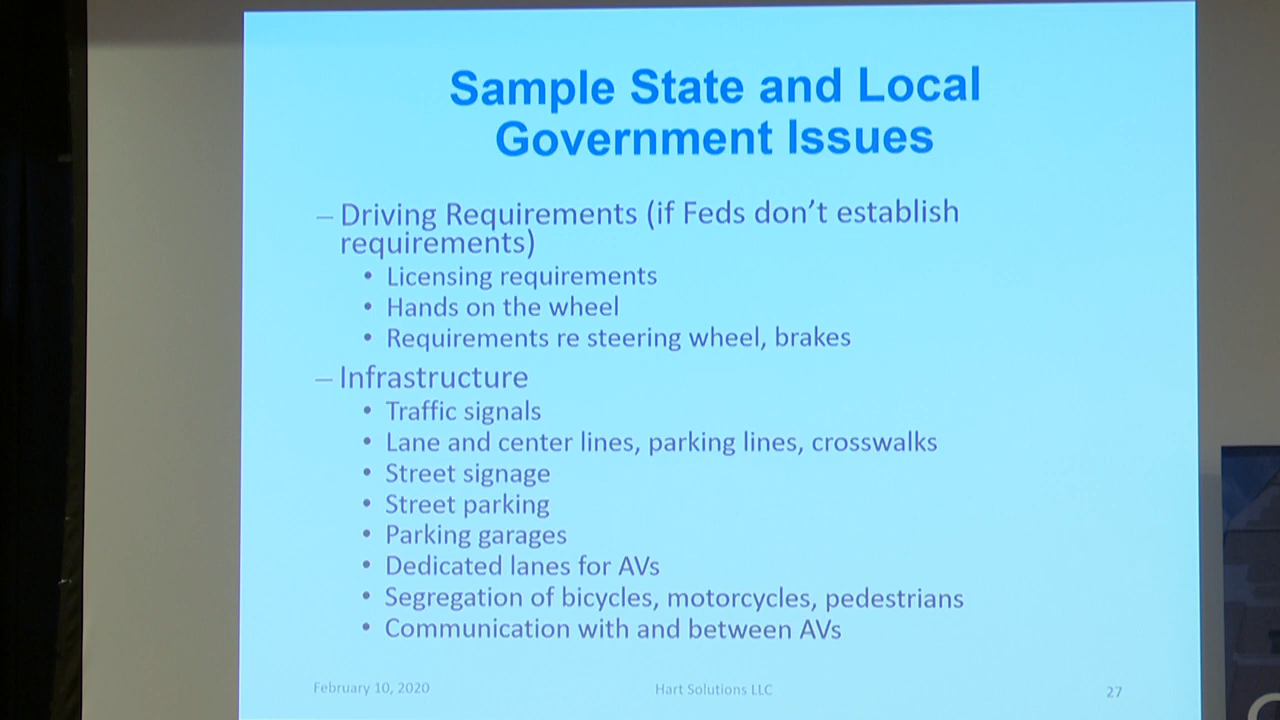 Sample State and Local
Government Issues
– Driving Requirements (if Feds don't establish
requirements)
• Licensing requirements
• Hands on the wheel
• Requirements re steering wheel, brakes
– Infrastructure
• Traffic signals
• Lane and center lines, parking lines, crosswalks
• Street signage
• Street parking
• Parking garages
• Dedicated lanes for AVs
• Segregation of bicycles, motorcycles, pedestrians
• Communication with and between AVs
February 10, 2020 Hart Solutions LLC 27